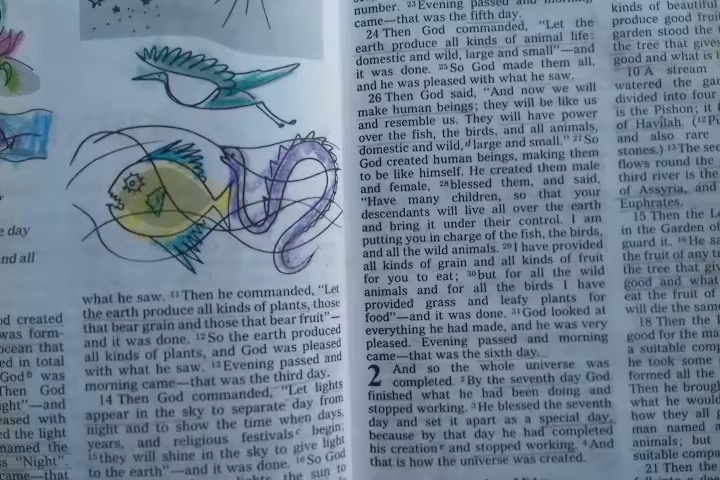 e day
nd all
od created
was form-
ocean that
ed in total
God b was
Then God
ght"—and
eased with
ed the light
named the
s "Night".
came—that
what he saw. 11 Then he commanded, "Let
the earth produce all kinds of plants, those
that bear grain and those that bear fruit"—
and it was done. 12 So the earth produced
all kinds of plants, and God was pleased
with what he saw. 13 Evening passed and
morning came—that was the third day.
14 Then God commanded, "Let lights
appear in the sky to separate day from
night and to show the time when days,
years, and religious festivals c begin;
15 they will shine in the sky to give light
to the earth"—and it was done. 16 So God
lights, the sun to
number. 23 Evening passed and morning
came—that was the fifth day.
24 Then God commanded, "Let the
earth produce all kinds of animal life:
domestic and wild, large and small"—and
it was done. 25 So God made them all,
and he was pleased with what he saw.
26 Then God said, "And now we will
make human beings; they will be like us
and resemble us. They will have power
over the fish, the birds, and all animals,
domestic and wild, d large and small." 27 So
God created human beings, making them
to be like himself. He created them male
and female, 28 blessed them, and said,
"Have many children, so that your
descendants will live all over the earth
and bring it under their control. I am
putting you in charge of the fish, the birds,
and all the wild animals. 29 I have provided
all kinds of grain and all kinds of fruit
for you to eat; 30 but for all the wild
animals and for all the birds I have
provided grass and leafy plants for
food"—and it was done. 31 God looked at
everything he had made, and he was very
pleased. Evening passed and morning
came—that was the sixth day.
2 And so the whole universe was
completed. 2 By the seventh day God
finished what he had been doing and
stopped working. 3 He blessed the seventh
day and set it apart as a special day,
because by that day he had completed
his creation e and stopped working. 4 And
that is how the universe was created.
kinds of beautiful
produce good frui
garden stood the
the tree that gives
good and what is
10 A stream
watered the gar
divided into four
is the Pishon; it
of Havilah. (12 Pu
and also rare
stones.) 13 The sec
flows round the
third river is the
of Assyria, and
Euphrates.
15 Then the Lo
in the Garden of
guard it. 16 He sa
the fruit of any tr
the tree that giv
good and what
eat the fruit of
will die the same
18 Then the
good for the ma
a suitable comp
he took some
formed all the
Then he brough
what he would
how they all
man named a
animals; but
suitable compa
21 Then the